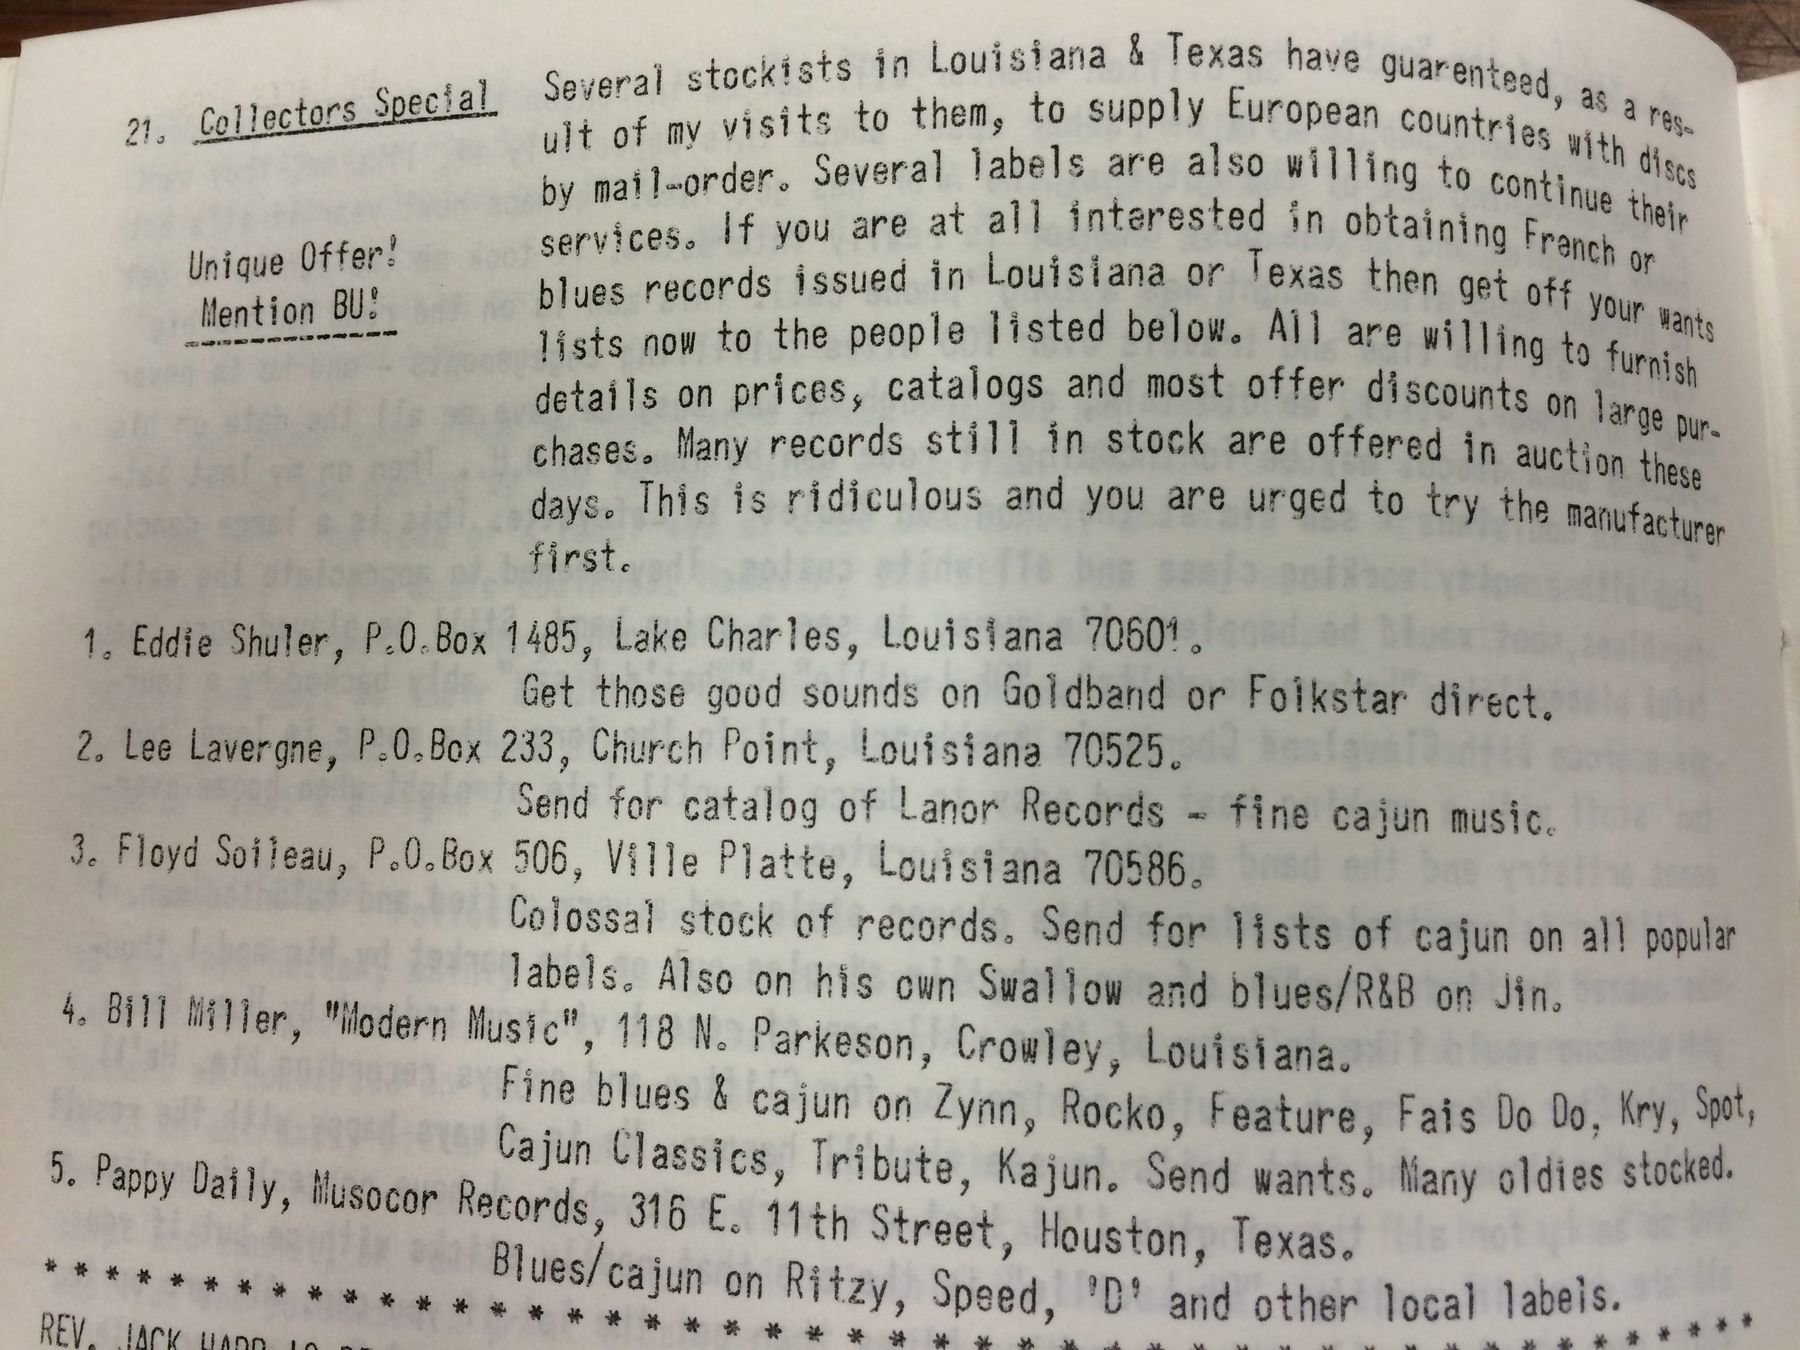 21. Collectors Special
Unique Offer!
Mention BU!
Several stockists in Louisiana & Texas have guarenteed, as a res-
ult of my visits to them, to supply European countries with discs
by mail-order. Several labels are also willing to continue their
services. If you are at all interested in obtaining French or
blues records issued in Louisiana or Texas then get off your wants
lists now to the people listed below. All are willing to furnish
details on prices, catalogs and most offer discounts on large pur-
chases. Many records still in stock are offered in auction these
days. This is ridiculous and you are urged to try the manufacturer
first.
1. Eddie Shuler, P.O.Box 1485, Lake Charles, Louisiana 70601.
Get those good sounds on Goldband or Folkstar direct.
2. Lee Lavergne, P.O.Box 233, Church Point, Louisiana 70525.
Send for catalog of Lanor Records - fine cajun music.
3. Floyd Soileau, P.O.Box 506, Ville Platte, Louisiana 70586.
Colossal stock of records. Send for lists of cajun on all popular
labels. Also on his own Swallow and blues/R&B on Jin.
4. Bill Miller, "Modern Music", 118 N. Parkeson, Crowley, Louisiana.
Fine blues & cajun on Zynn, Rocko, Feature, Fais Do Do, Kry, Spot,
Cajun Classics, Tribute, Kajun. Send wants. Many oldies stocked.
5. Pappy Daily, Musocor Records, 316 E. 11th Street, Houston, Texas.
Blues/cajun on Ritzy, Speed, 'D' and other local labels.
REV. JACK